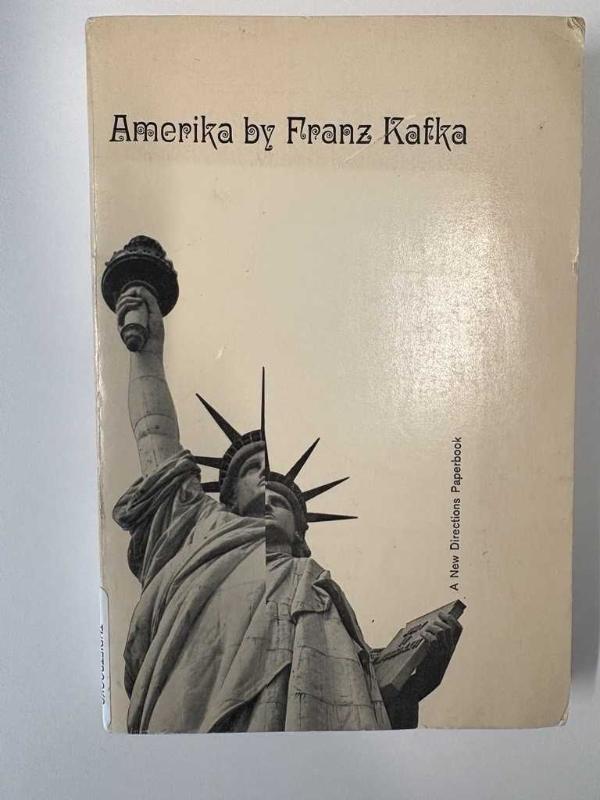 Amerika by Franz Kafka
A New Directions Paperbook